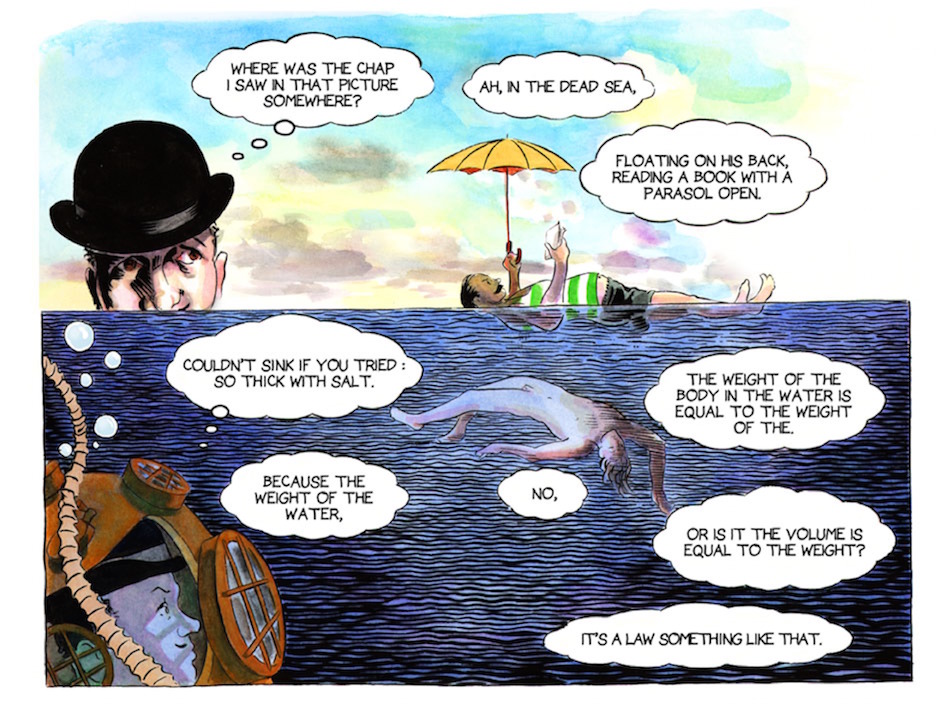 WHERE WAS THE CHAP
I SAW IN THAT PICTURE
SOMEWHERE?
AH, IN THE DEAD SEA,
FLOATING ON HIS BACK,
READING A BOOK WITH A
PARASOL OPEN.
COULDN'T SINK IF YOU TRIED :
SO THICK WITH SALT.
BECAUSE THE
WEIGHT OF THE
WATER,
NO,
THE WEIGHT OF THE
BODY IN THE WATER IS
EQUAL TO THE WEIGHT
OF THE.
OR IS IT THE VOLUME IS
EQUAL TO THE WEIGHT?
IT'S A LAW SOMETHING LIKE THAT.